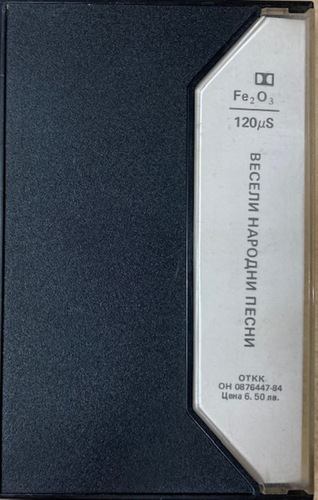 Fe₂O₃
120μS
ВЕСЕЛИ НАРОДНИ ПЕСНИ
ОТКК
ОН 0876447-84
Цена 6. 50 лв.